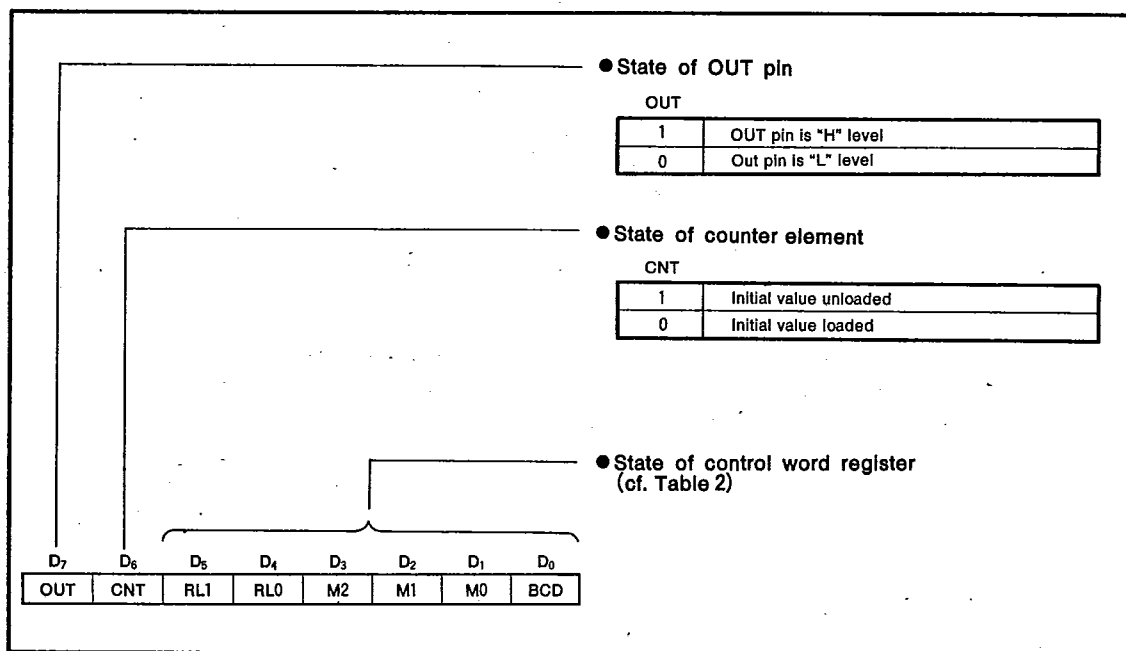 ● State of OUT pin
OUT
1 OUT pin is "H" level
0 Out pin is "L" level
● State of counter element
CNT
1 Initial value unloaded
0 Initial value loaded
● State of control word register
(cf. Table 2)
D7 D6 D5 D4 D3 D2 D1 D0
OUT CNT RL1 RL0 M2 M1 M0 BCD